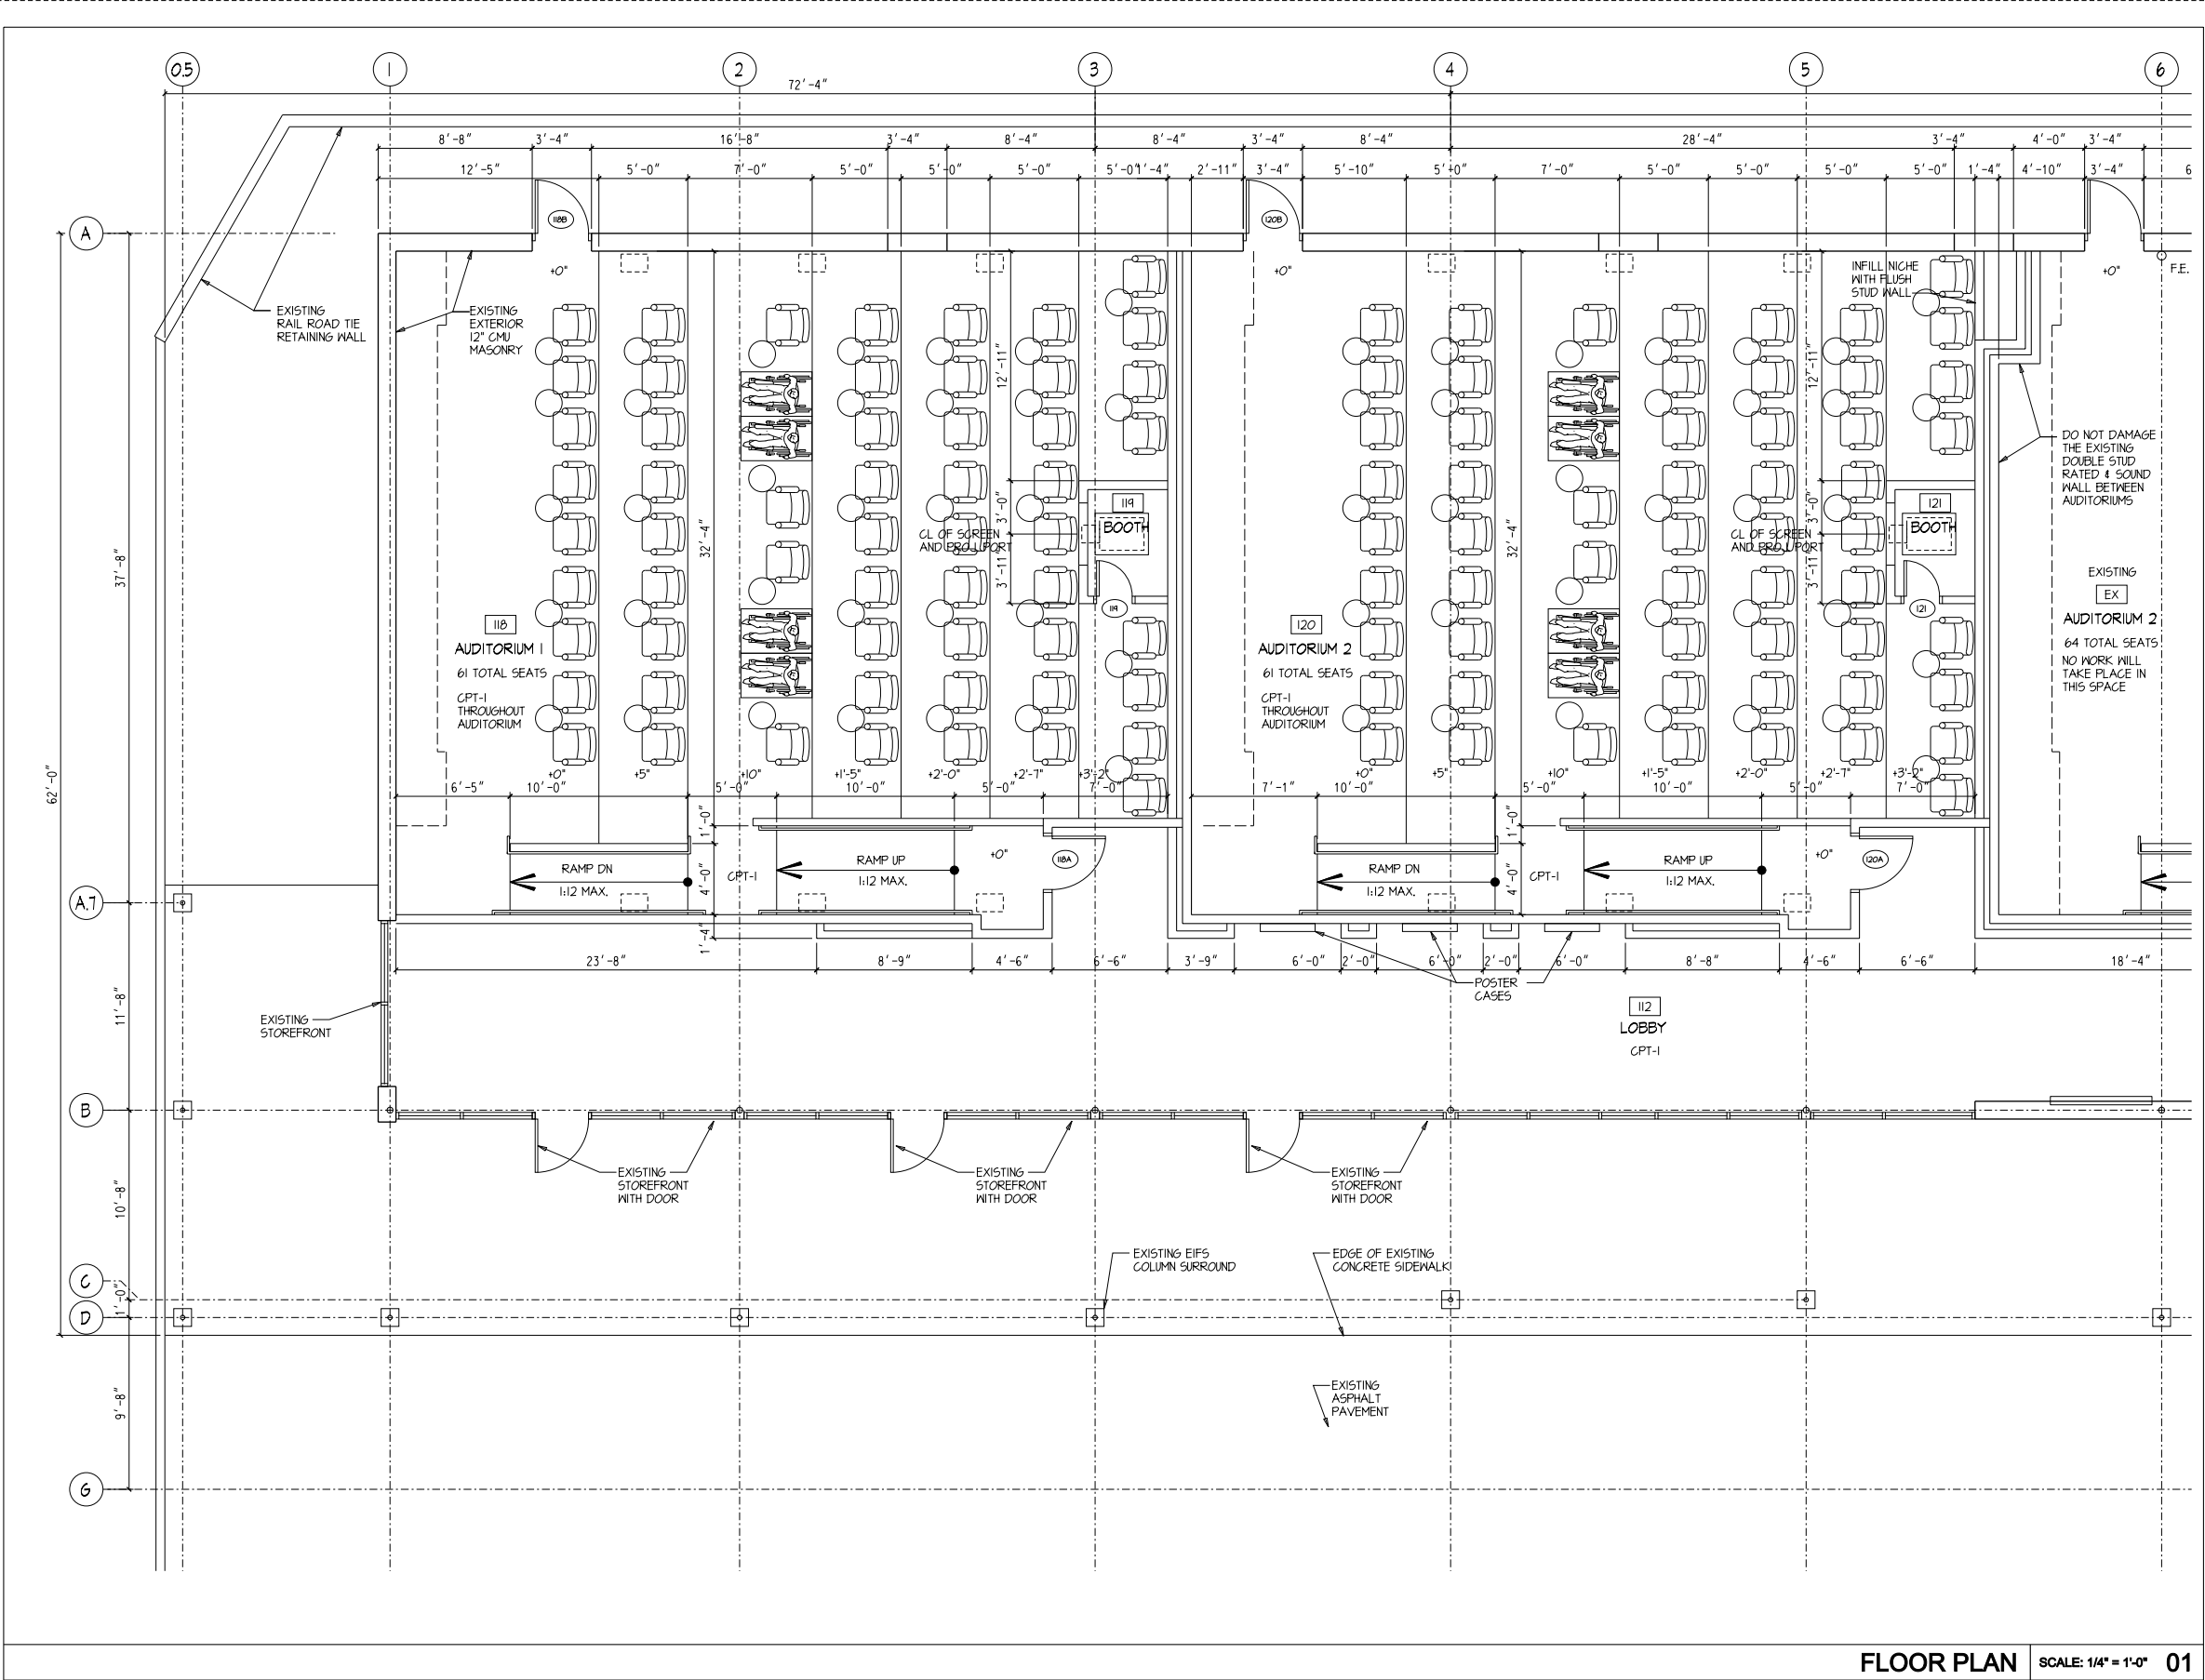 0.5 1 2 3 4 5 6
72'-4"
8'-8" 3'-4" 16'-8" 3'-4" 8'-4" 8'-4" 3'-4" 8'-4" 28'-4" 3'-4" 4'-0" 3'-4"
12'-5" 5'-0" 7'-0" 5'-0" 5'-0" 5'-0" 5'-0" 1'-4" 2'-11" 3'-4" 5'-10" 5'-0" 7'-0" 5'-0" 5'-0" 5'-0" 5'-0" 1'-4" 4'-10" 3'-4" 6
118B 120B
A
+0" +0" +0"
F.E.
INFILL NICHE
WITH FLUSH
STUD WALL
EXISTING
RAIL ROAD TIE
RETAINING WALL
EXISTING
EXTERIOR
12" CMU
MASONRY
12'-11" 12'-11"
DO NOT DAMAGE
THE EXISTING
DOUBLE STUD
RATED & SOUND
WALL BETWEEN
AUDITORIUMS
37'-8"
32'-4" 32'-4"
3'-0" 3'-0"
119 121
BOOTH BOOTH
CL OF SCREEN
AND PROJ. PORT
CL OF SCREEN
AND PROJ. PORT
3'-11" 3'-11"
119 121
118
AUDITORIUM 1
61 TOTAL SEATS
CPT-1
THROUGHOUT
AUDITORIUM
120
AUDITORIUM 2
61 TOTAL SEATS
CPT-1
THROUGHOUT
AUDITORIUM
EXISTING
EX
AUDITORIUM 2
64 TOTAL SEATS
NO WORK WILL
TAKE PLACE IN
THIS SPACE
62'-0"
+0" +5" +10" +1'-5" +2'-0" +2'-7" +3'-2" +0" +5" +10" +1'-5" +2'-0" +2'-7" +3'-2"
6'-5" 10'-0" 5'-0" 10'-0" 5'-0" 7'-0" 7'-1" 10'-0" 5'-0" 10'-0" 5'-0" 7'-0"
1'-0" 1'-0"
RAMP DN
1:12 MAX.
4'-0"
CPT-1
RAMP UP
1:12 MAX.
+0"
118A
RAMP DN
1:12 MAX.
4'-0"
CPT-1
RAMP UP
1:12 MAX.
+0"
120A
A.7
1'-4"
23'-8" 8'-9" 4'-6" 6'-6" 3'-9" 6'-0" 2'-0" 6'-0" 2'-0" 6'-0" 8'-8" 4'-6" 6'-6" 18'-4"
POSTER
CASES
11'-8"
EXISTING
STOREFRONT
112
LOBBY
CPT-1
B
EXISTING
STOREFRONT
WITH DOOR
EXISTING
STOREFRONT
WITH DOOR
EXISTING
STOREFRONT
WITH DOOR
10'-8"
EXISTING EIFS
COLUMN SURROUND
EDGE OF EXISTING
CONCRETE SIDEWALK
C
1'-0"
D
9'-8"
EXISTING
ASPHALT
PAVEMENT
G
FLOOR PLAN SCALE: 1/4" = 1'-0" 01